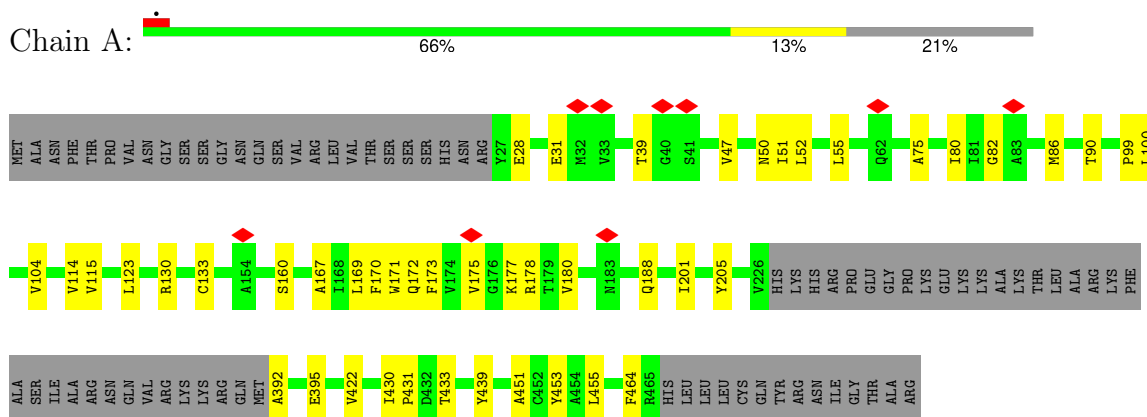 Chain A:
66% 13% 21%
MET ALA ASN PHE THR PRO VAL ASN GLY SER SER GLY ASN GLN SER VAL ARG LEU VAL THR SER SER SER HIS ASN ARG Y27 E28 E31 M32 V33 T39 G40 S41 V47 N50 I51 L52 L55 Q62 A75 I80 I81 G82 A83 M86 T90 P99 L100
V104 V114 V115 L123 R130 C133 A154 S160 A167 I168 L169 F170 W171 Q172 F173 V174 V175 G176 K177 R178 T179 V180 N183 Q188 I201 Y205 V226 HIS LYS HIS ARG PRO GLU GLY PRO LYS GLU LYS LYS ALA LYS THR LEU ALA ARG LYS PHE
ALA SER ILE ALA ARG ASN GLN VAL ARG LYS LYS ARG GLN MET A392 E395 V422 I430 P431 D432 T433 Y439 A451 C452 Y453 A454 L455 F464 R465 HIS LEU LEU LEU CYS GLN TYR ARG ASN ILE GLY THR ALA ARG